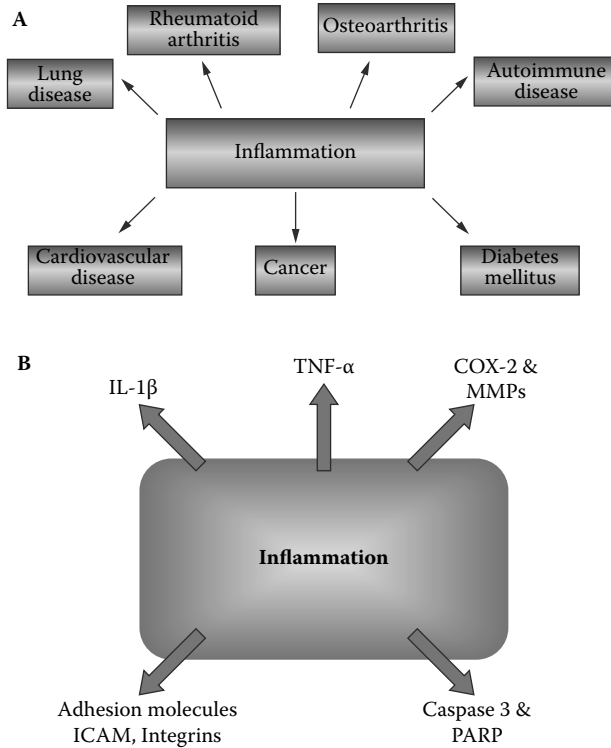 A
Rheumatoid
arthritis
Osteoarthritis
Lung
disease
Autoimmune
disease
Inflammation
Cardiovascular
disease
Cancer
Diabetes
mellitus
B
IL-1β
TNF-α
COX-2 &
MMPs
Inflammation
Adhesion molecules
ICAM, Integrins
Caspase 3 &
PARP